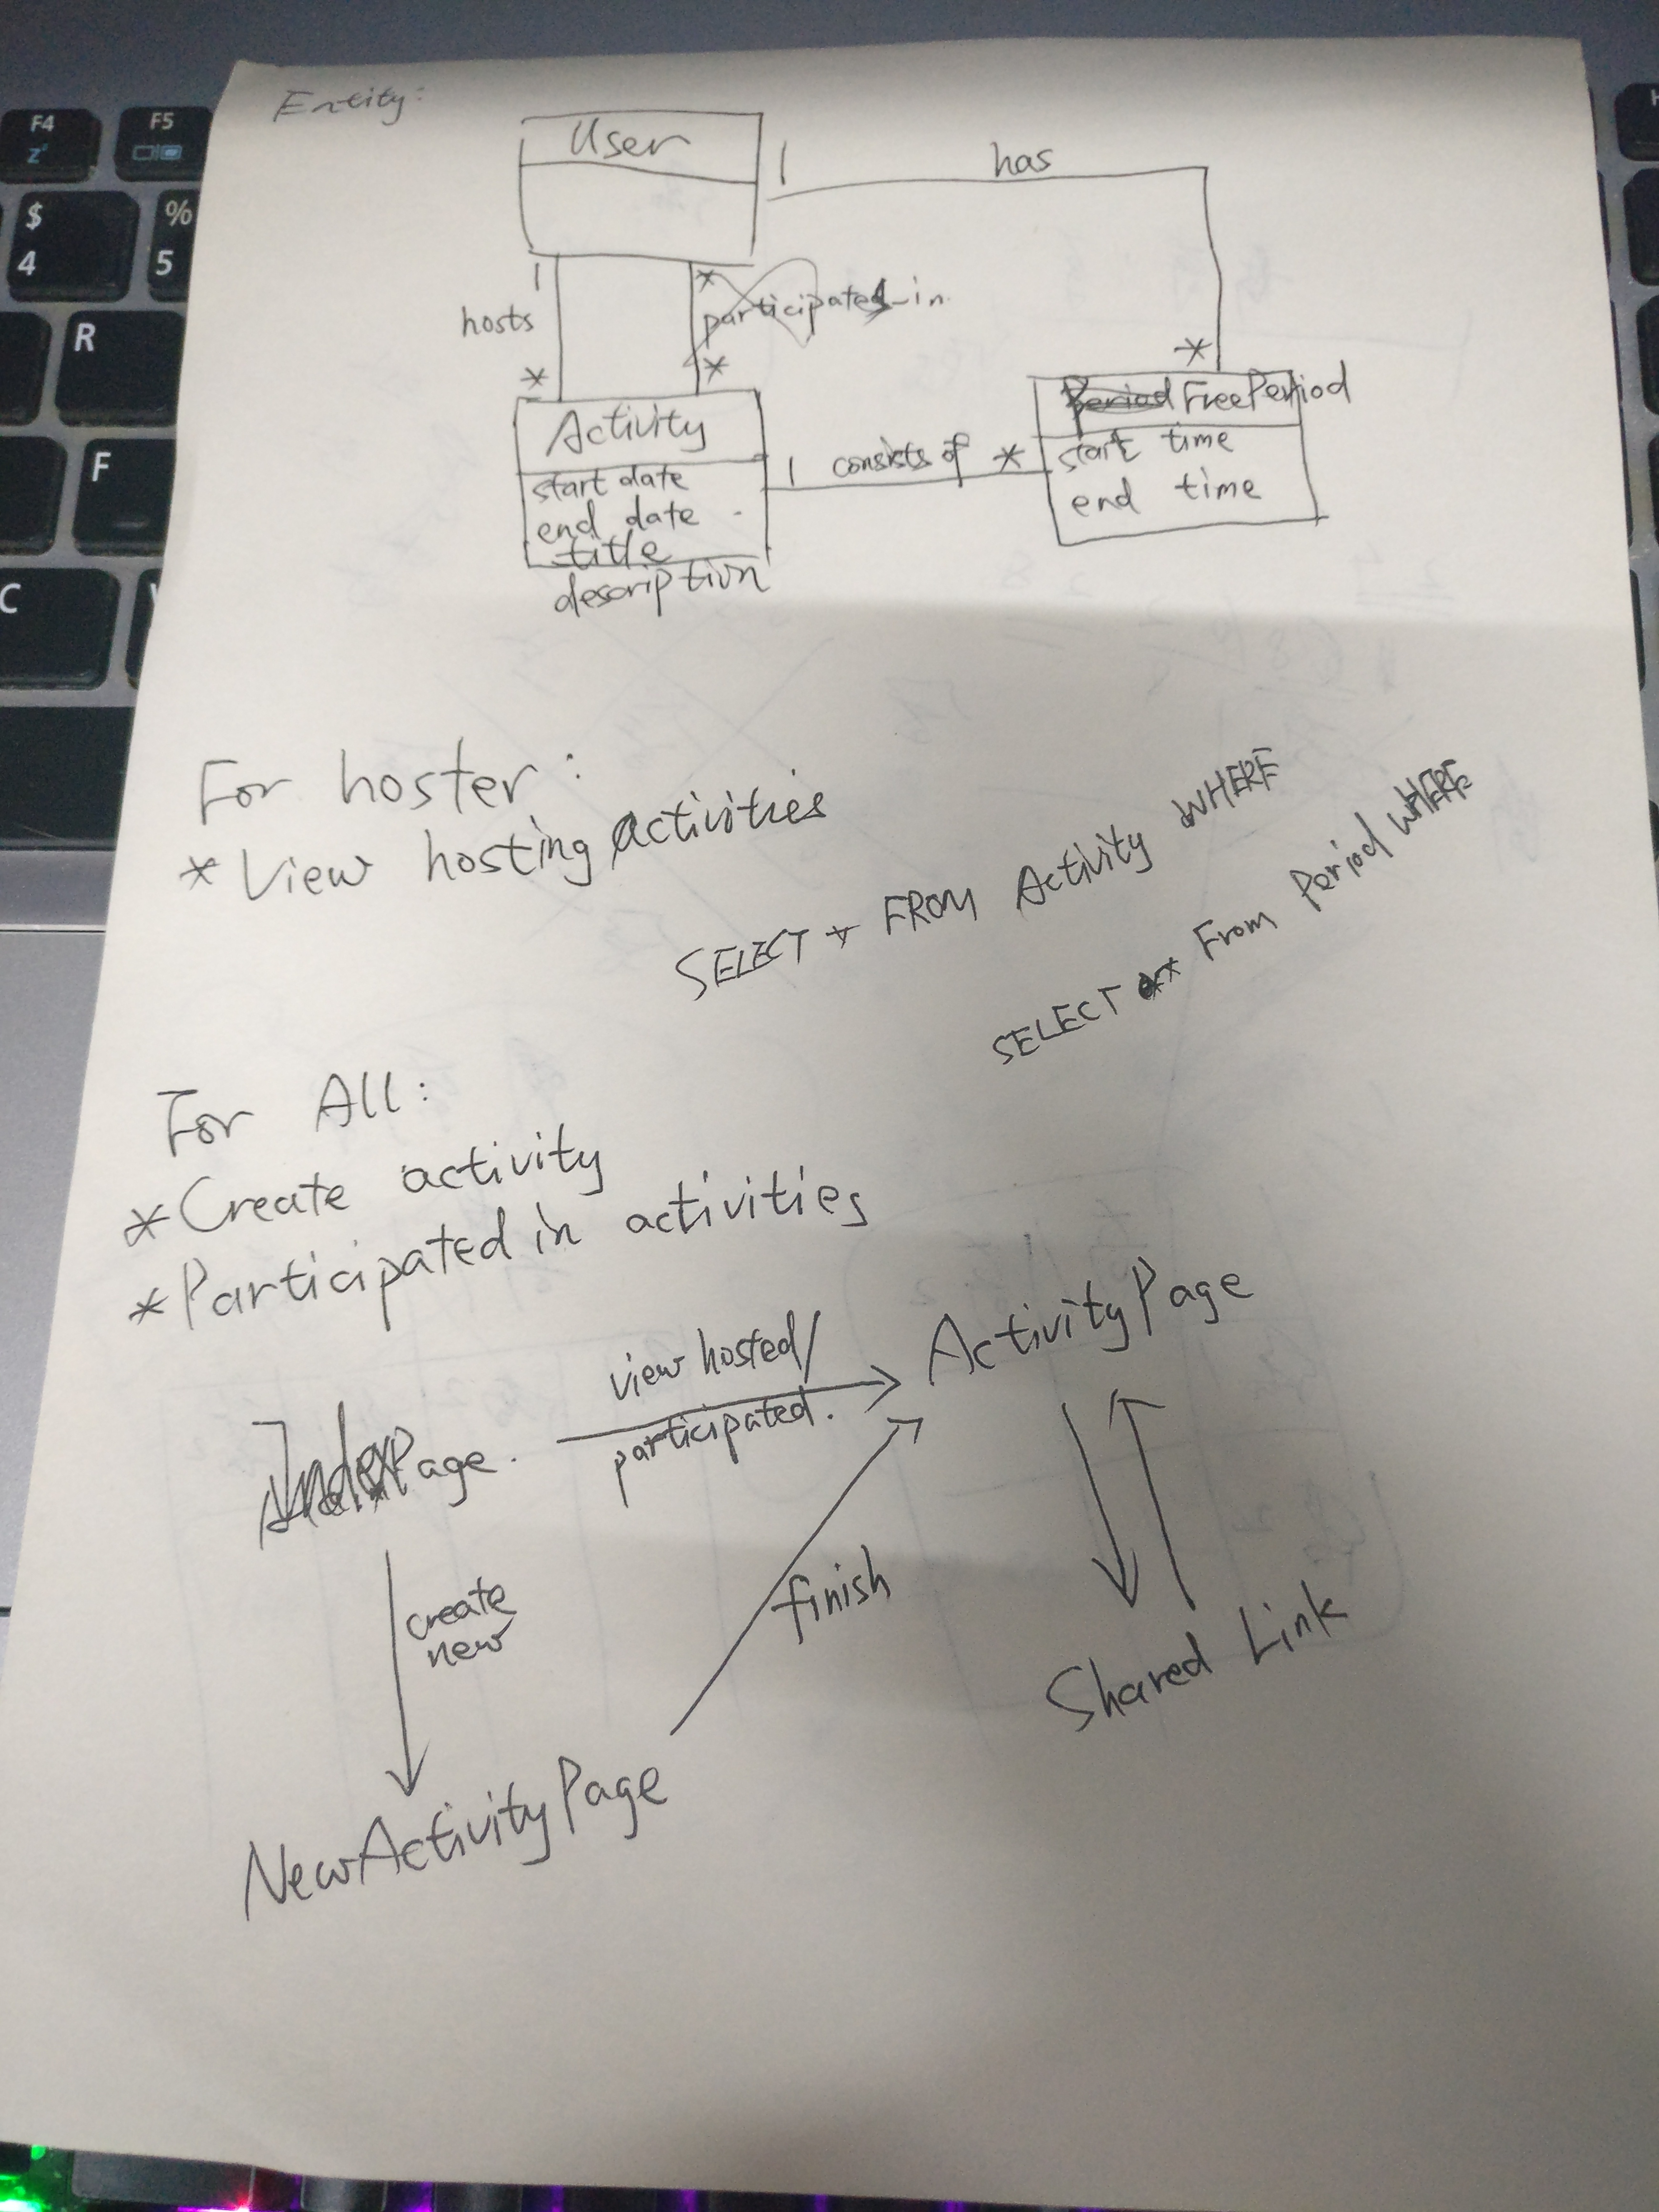 Entity:
User
1
has
1
*
hosts
participated_in
*
*
*
FreePeriod
Activity
start time
end time
1
consists of
*
start date
end date
title
description
For hoster:
* View hosting activities
SELECT * FROM Activity WHERE
SELECT * From Period WHERE
For All:
* Create activity
* Participated in activities
ActivityPage
view hosted/
participated.
IndexPage.
create
new
finish
Shared Link
NewActivityPage
F4
F5
$
4
%
5
R
F
C